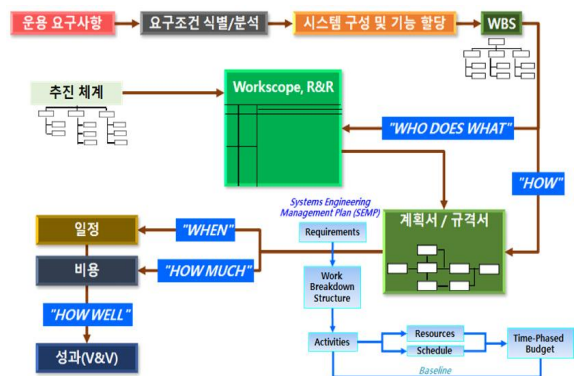 운용 요구사항
요구조건 식별/분석
시스템 구성 및 기능 할당
WBS
추진 체계
Workscope, R&R
"WHO DOES WHAT"
"HOW"
Systems Engineering
Management Plan (SEMP)
계획서 / 규격서
일정
"WHEN"
Requirements
비용
"HOW MUCH"
Work
Breakdown
Structure
"HOW WELL"
성과(V&V)
Activities
Resources
Schedule
Time-Phased
Budget
Baseline